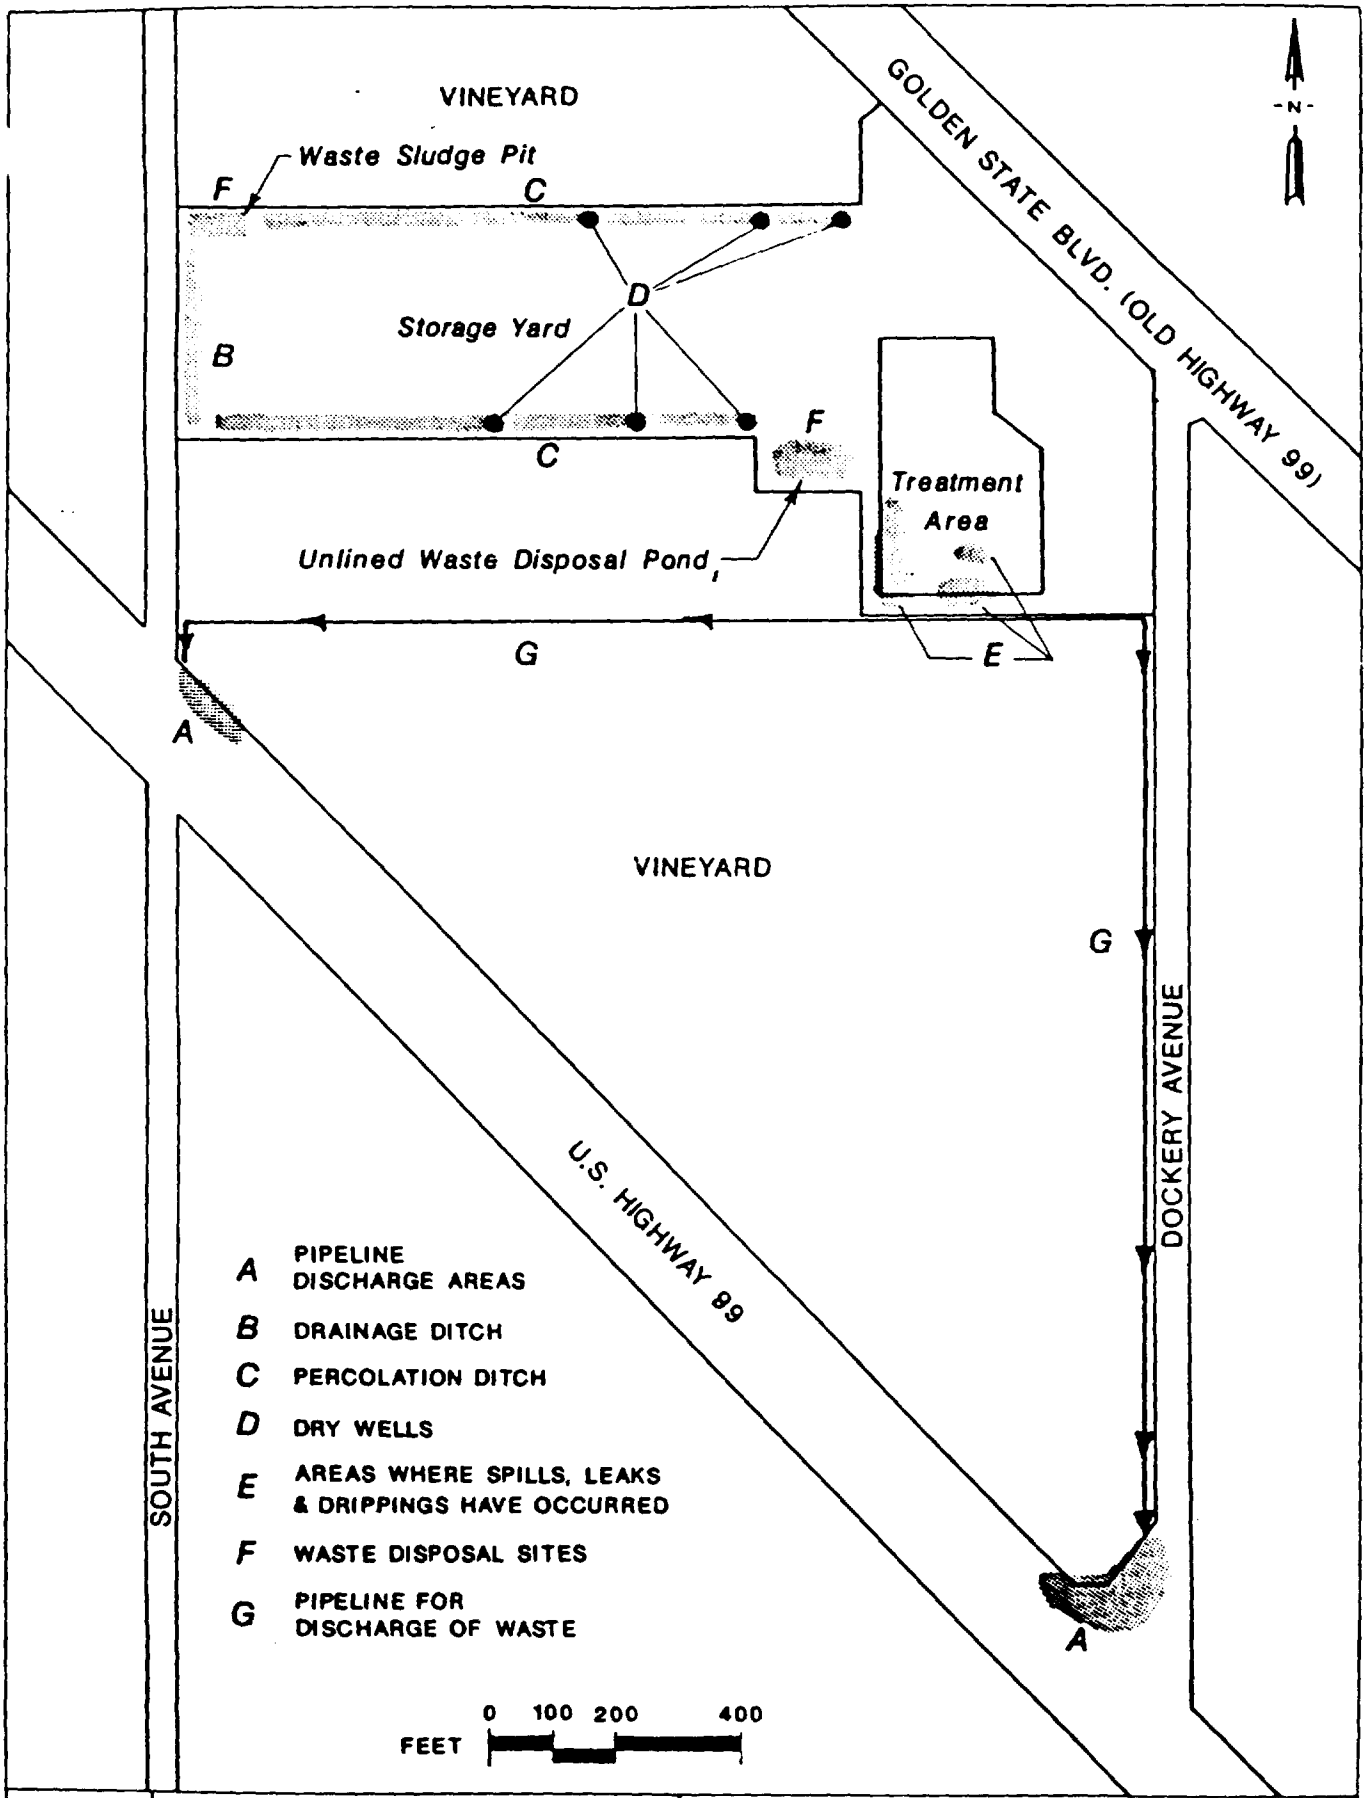 VINEYARD
GOLDEN STATE BLVD. (OLD HIGHWAY 99)
-N-
Waste Sludge Pit
F
C
D
Storage Yard
B
F
C
Treatment
Area
Unlined Waste Disposal Pond
G
E
A
VINEYARD
G
DOCKERY AVENUE
U.S. HIGHWAY 99
SOUTH AVENUE
A PIPELINE
DISCHARGE AREAS
B DRAINAGE DITCH
C PERCOLATION DITCH
D DRY WELLS
E AREAS WHERE SPILLS, LEAKS
& DRIPPINGS HAVE OCCURRED
F WASTE DISPOSAL SITES
G PIPELINE FOR
DISCHARGE OF WASTE
A
0 100 200 400
FEET